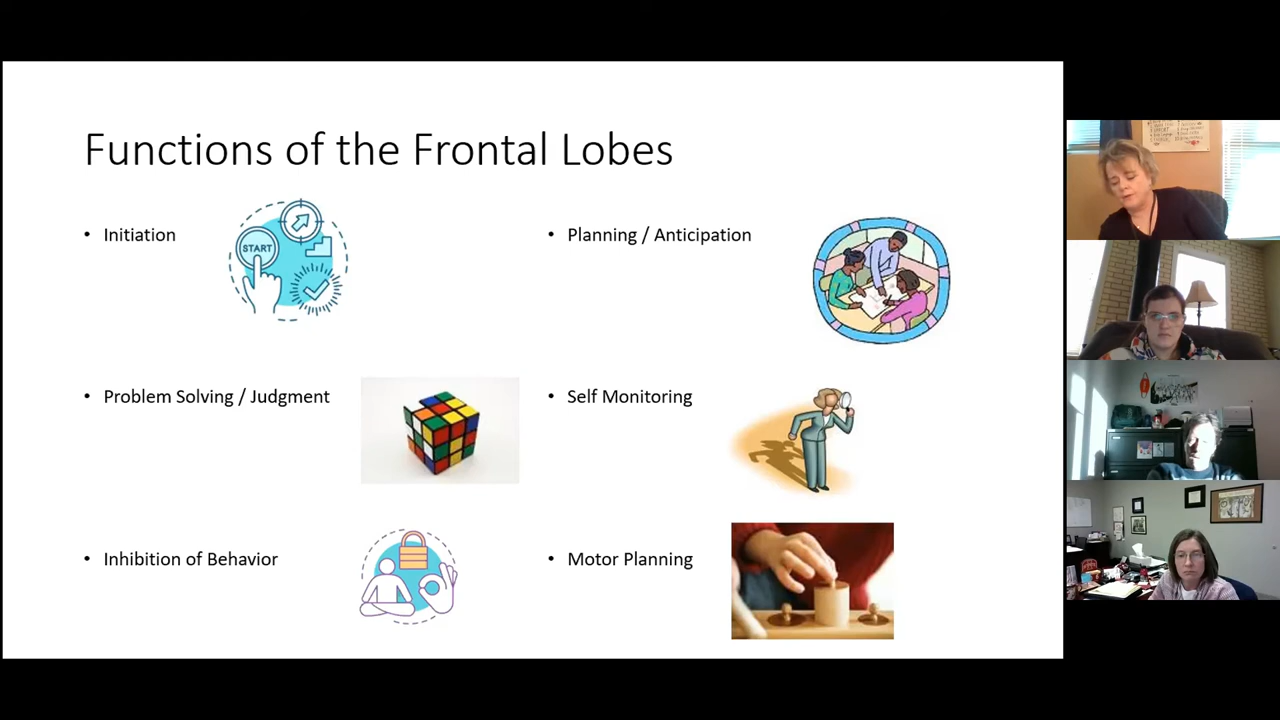 Functions of the Frontal Lobes
• Initiation
START
• Planning / Anticipation
• Problem Solving / Judgment
• Self Monitoring
• Inhibition of Behavior
• Motor Planning